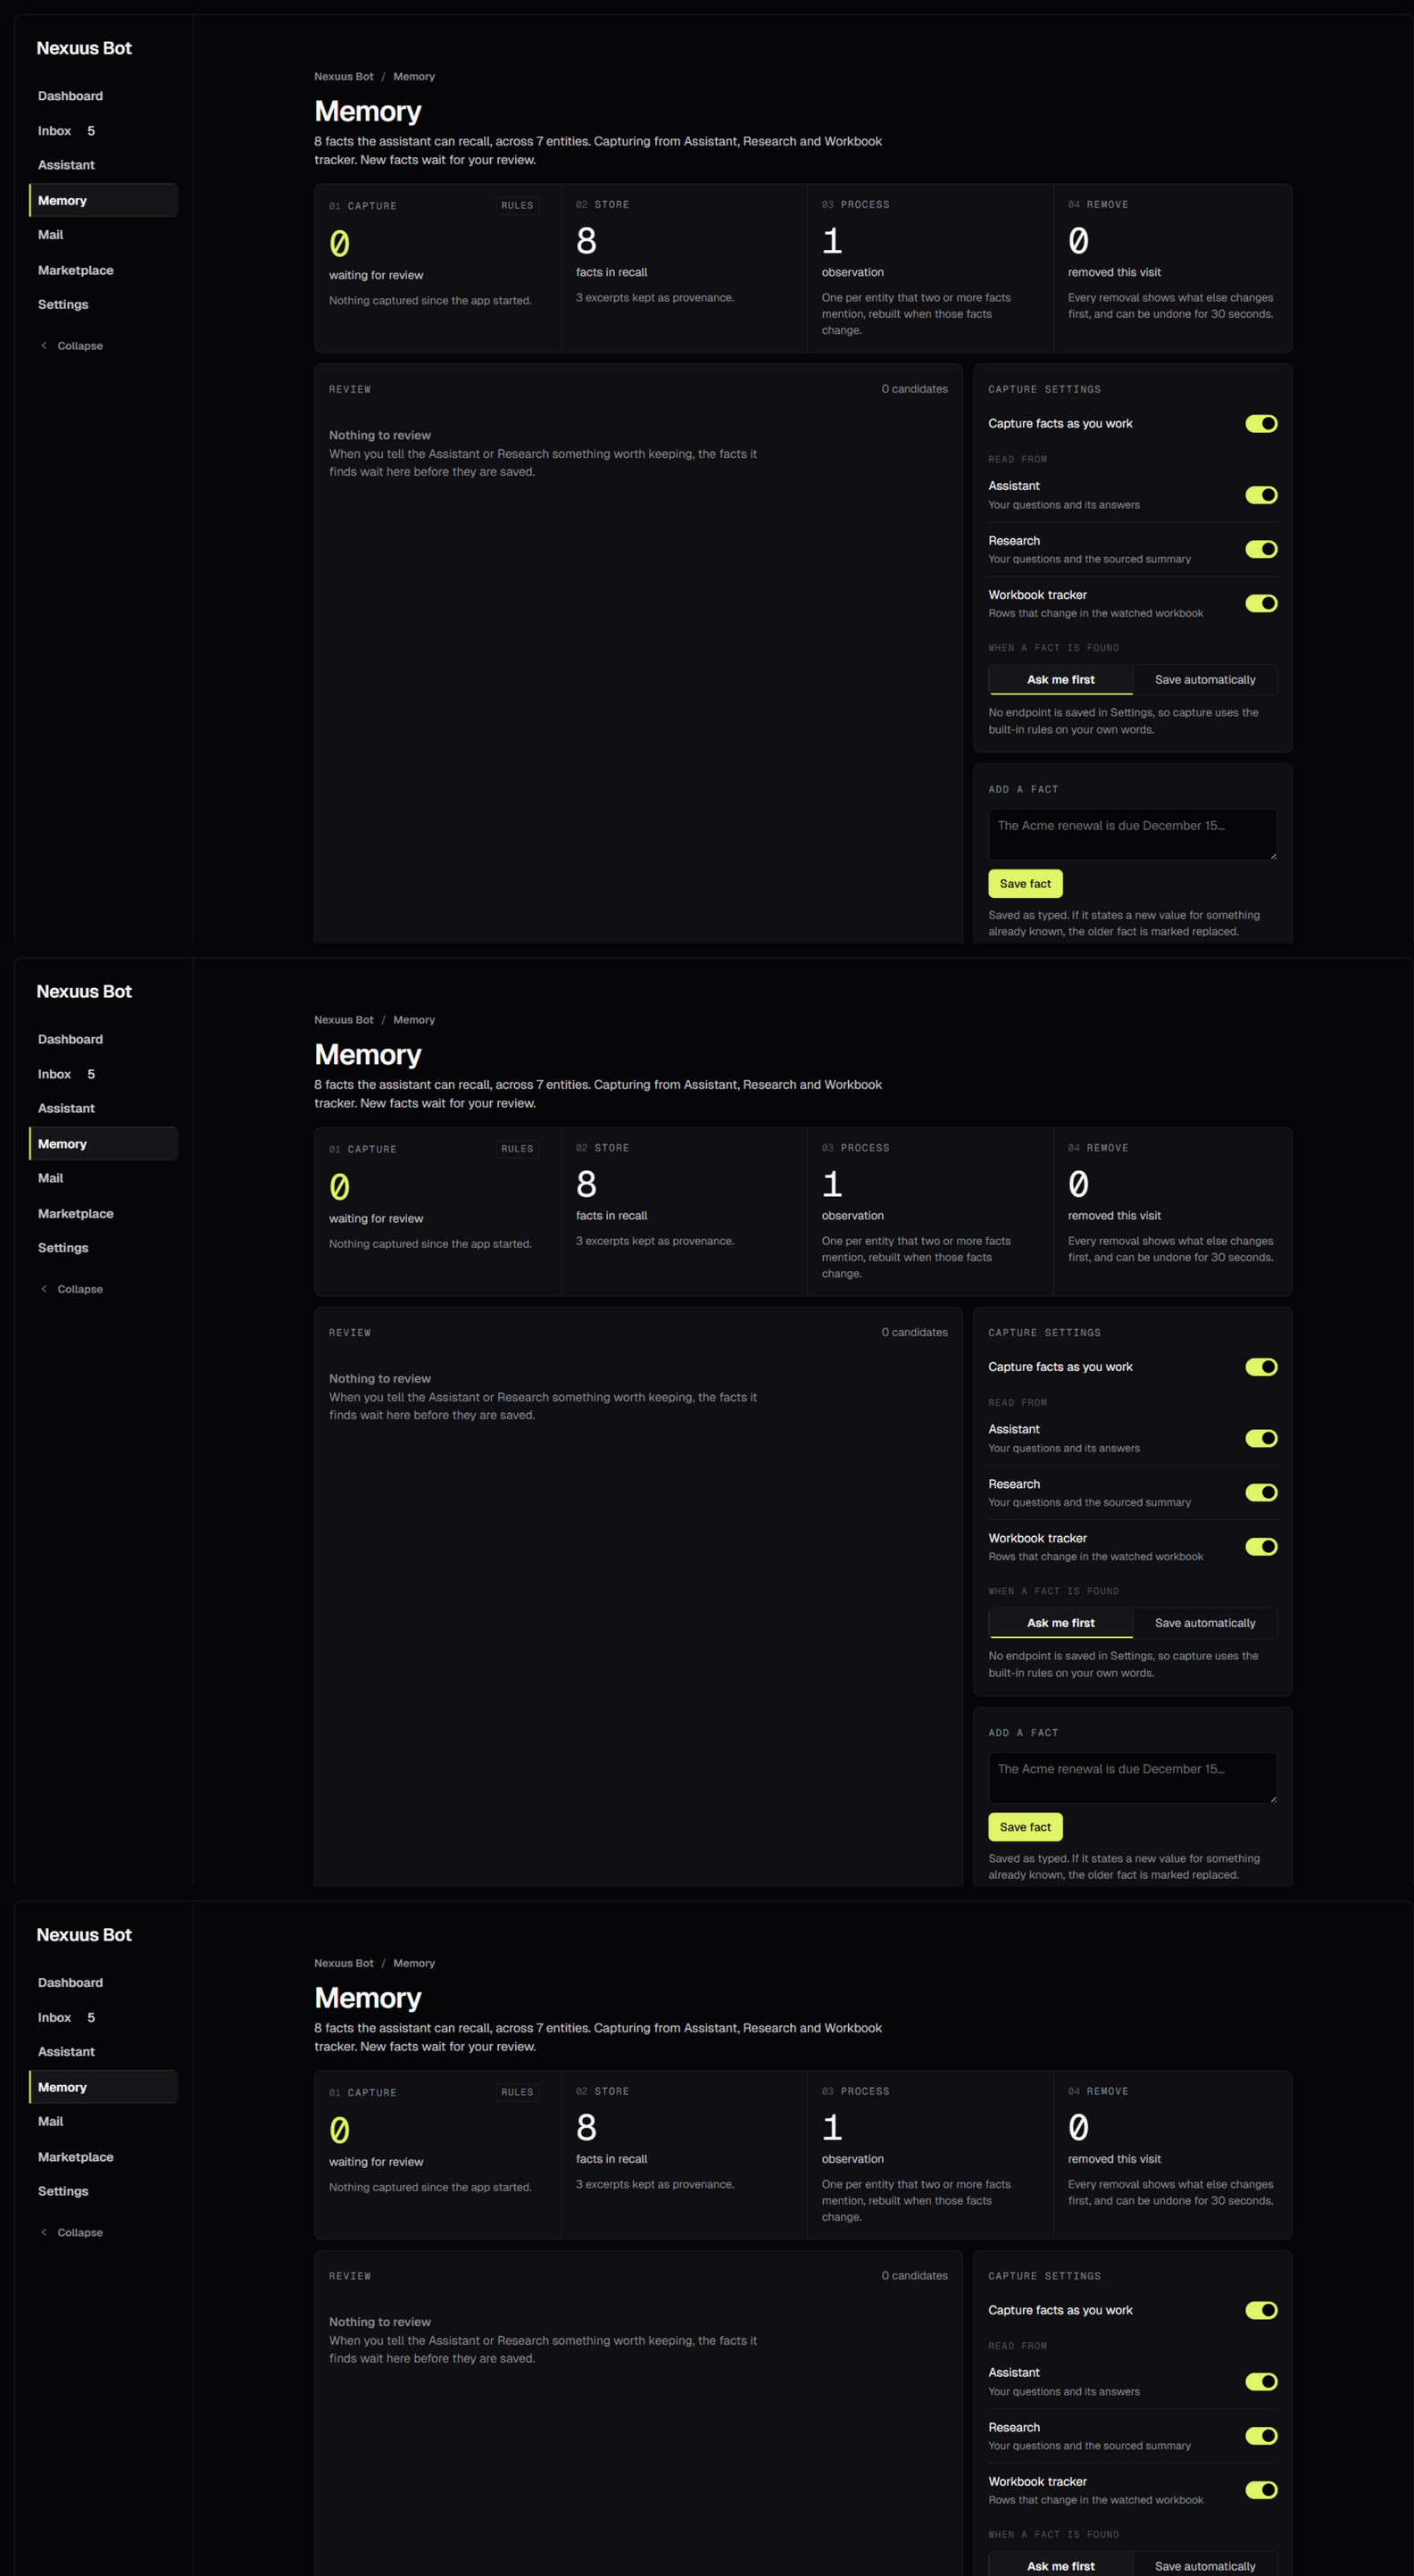 Nexuus Bot
Dashboard
Inbox 5
Assistant
Memory
Mail
Marketplace
Settings
Collapse
Nexuus Bot / Memory
Memory
8 facts the assistant can recall, across 7 entities. Capturing from Assistant, Research and Workbook
tracker. New facts wait for your review.
01 CAPTURE RULES
0
waiting for review
Nothing captured since the app started.
02 STORE
8
facts in recall
3 excerpts kept as provenance.
03 PROCESS
1
observation
One per entity that two or more facts
mention, rebuilt when those facts
change.
04 REMOVE
0
removed this visit
Every removal shows what else changes
first, and can be undone for 30 seconds.
REVIEW 0 candidates
Nothing to review
When you tell the Assistant or Research something worth keeping, the facts it
finds wait here before they are saved.
CAPTURE SETTINGS
Capture facts as you work
READ FROM
Assistant
Your questions and its answers
Research
Your questions and the sourced summary
Workbook tracker
Rows that change in the watched workbook
WHEN A FACT IS FOUND
Ask me first Save automatically
No endpoint is saved in Settings, so capture uses the
built-in rules on your own words.
ADD A FACT
The Acme renewal is due December 15...
Save fact
Saved as typed. If it states a new value for something
already known, the older fact is marked replaced.
Nexuus Bot
Dashboard
Inbox 5
Assistant
Memory
Mail
Marketplace
Settings
Collapse
Nexuus Bot / Memory
Memory
8 facts the assistant can recall, across 7 entities. Capturing from Assistant, Research and Workbook
tracker. New facts wait for your review.
01 CAPTURE RULES
0
waiting for review
Nothing captured since the app started.
02 STORE
8
facts in recall
3 excerpts kept as provenance.
03 PROCESS
1
observation
One per entity that two or more facts
mention, rebuilt when those facts
change.
04 REMOVE
0
removed this visit
Every removal shows what else changes
first, and can be undone for 30 seconds.
REVIEW 0 candidates
Nothing to review
When you tell the Assistant or Research something worth keeping, the facts it
finds wait here before they are saved.
CAPTURE SETTINGS
Capture facts as you work
READ FROM
Assistant
Your questions and its answers
Research
Your questions and the sourced summary
Workbook tracker
Rows that change in the watched workbook
WHEN A FACT IS FOUND
Ask me first Save automatically
No endpoint is saved in Settings, so capture uses the
built-in rules on your own words.
ADD A FACT
The Acme renewal is due December 15...
Save fact
Saved as typed. If it states a new value for something
already known, the older fact is marked replaced.
Nexuus Bot
Dashboard
Inbox 5
Assistant
Memory
Mail
Marketplace
Settings
Collapse
Nexuus Bot / Memory
Memory
8 facts the assistant can recall, across 7 entities. Capturing from Assistant, Research and Workbook
tracker. New facts wait for your review.
01 CAPTURE RULES
0
waiting for review
Nothing captured since the app started.
02 STORE
8
facts in recall
3 excerpts kept as provenance.
03 PROCESS
1
observation
One per entity that two or more facts
mention, rebuilt when those facts
change.
04 REMOVE
0
removed this visit
Every removal shows what else changes
first, and can be undone for 30 seconds.
REVIEW 0 candidates
Nothing to review
When you tell the Assistant or Research something worth keeping, the facts it
finds wait here before they are saved.
CAPTURE SETTINGS
Capture facts as you work
READ FROM
Assistant
Your questions and its answers
Research
Your questions and the sourced summary
Workbook tracker
Rows that change in the watched workbook
WHEN A FACT IS FOUND
Ask me first Save automatically